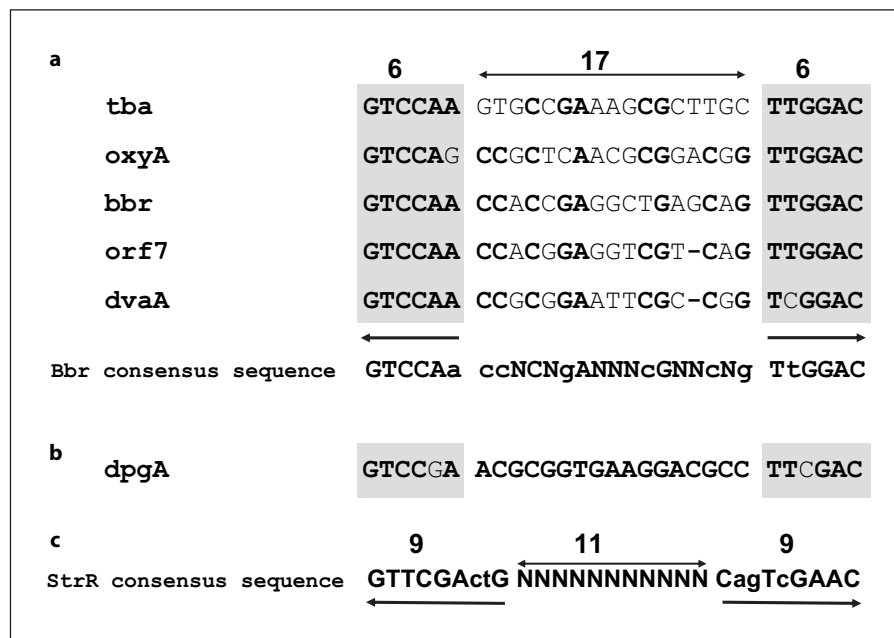 a
6 17 6
tba GTCCAA GTGCCGAAAGCGCTTGC TTGGAC
oxyA GTCCAG CCGCTCAACGCGGACGG TTGGAC
bbr GTCCAA CCACCGAGGCTGAGCAG TTGGAC
orf7 GTCCAA CCACGGAGGTCGT-CAG TTGGAC
dvaA GTCCAA CCGCGGAATTCGC-CGG TCGGAC
Bbr consensus sequence GTCCAa ccNCNgANNNcGNNcNg TtGGAC
b
dpgA GTCCGA ACGCGGTGAAGGACGCC TTCGAC
c
9 11 9
StrR consensus sequence GTTCGActG NNNNNNNNNNN CagTcGAAC